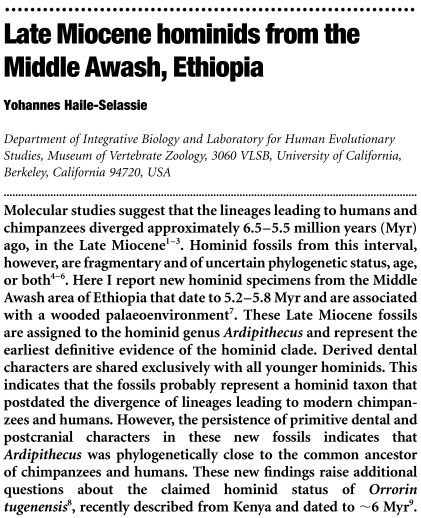 Late Miocene hominids from the
Middle Awash, Ethiopia
Yohannes Haile-Selassie
Department of Integrative Biology and Laboratory for Human Evolutionary
Studies, Museum of Vertebrate Zoology, 3060 VLSB, University of California,
Berkeley, California 94720, USA
Molecular studies suggest that the lineages leading to humans and
chimpanzees diverged approximately 6.5–5.5 million years (Myr)
ago, in the Late Miocene¹⁻³. Hominid fossils from this interval,
however, are fragmentary and of uncertain phylogenetic status, age,
or both⁴⁻⁶. Here I report new hominid specimens from the Middle
Awash area of Ethiopia that date to 5.2–5.8 Myr and are associated
with a wooded palaeoenvironment⁷. These Late Miocene fossils
are assigned to the hominid genus Ardipithecus and represent the
earliest definitive evidence of the hominid clade. Derived dental
characters are shared exclusively with all younger hominids. This
indicates that the fossils probably represent a hominid taxon that
postdated the divergence of lineages leading to modern chimpan-
zees and humans. However, the persistence of primitive dental and
postcranial characters in these new fossils indicates that
Ardipithecus was phylogenetically close to the common ancestor
of chimpanzees and humans. These new findings raise additional
questions about the claimed hominid status of Orrorin
tugenensis⁸, recently described from Kenya and dated to ~6 Myr⁹.